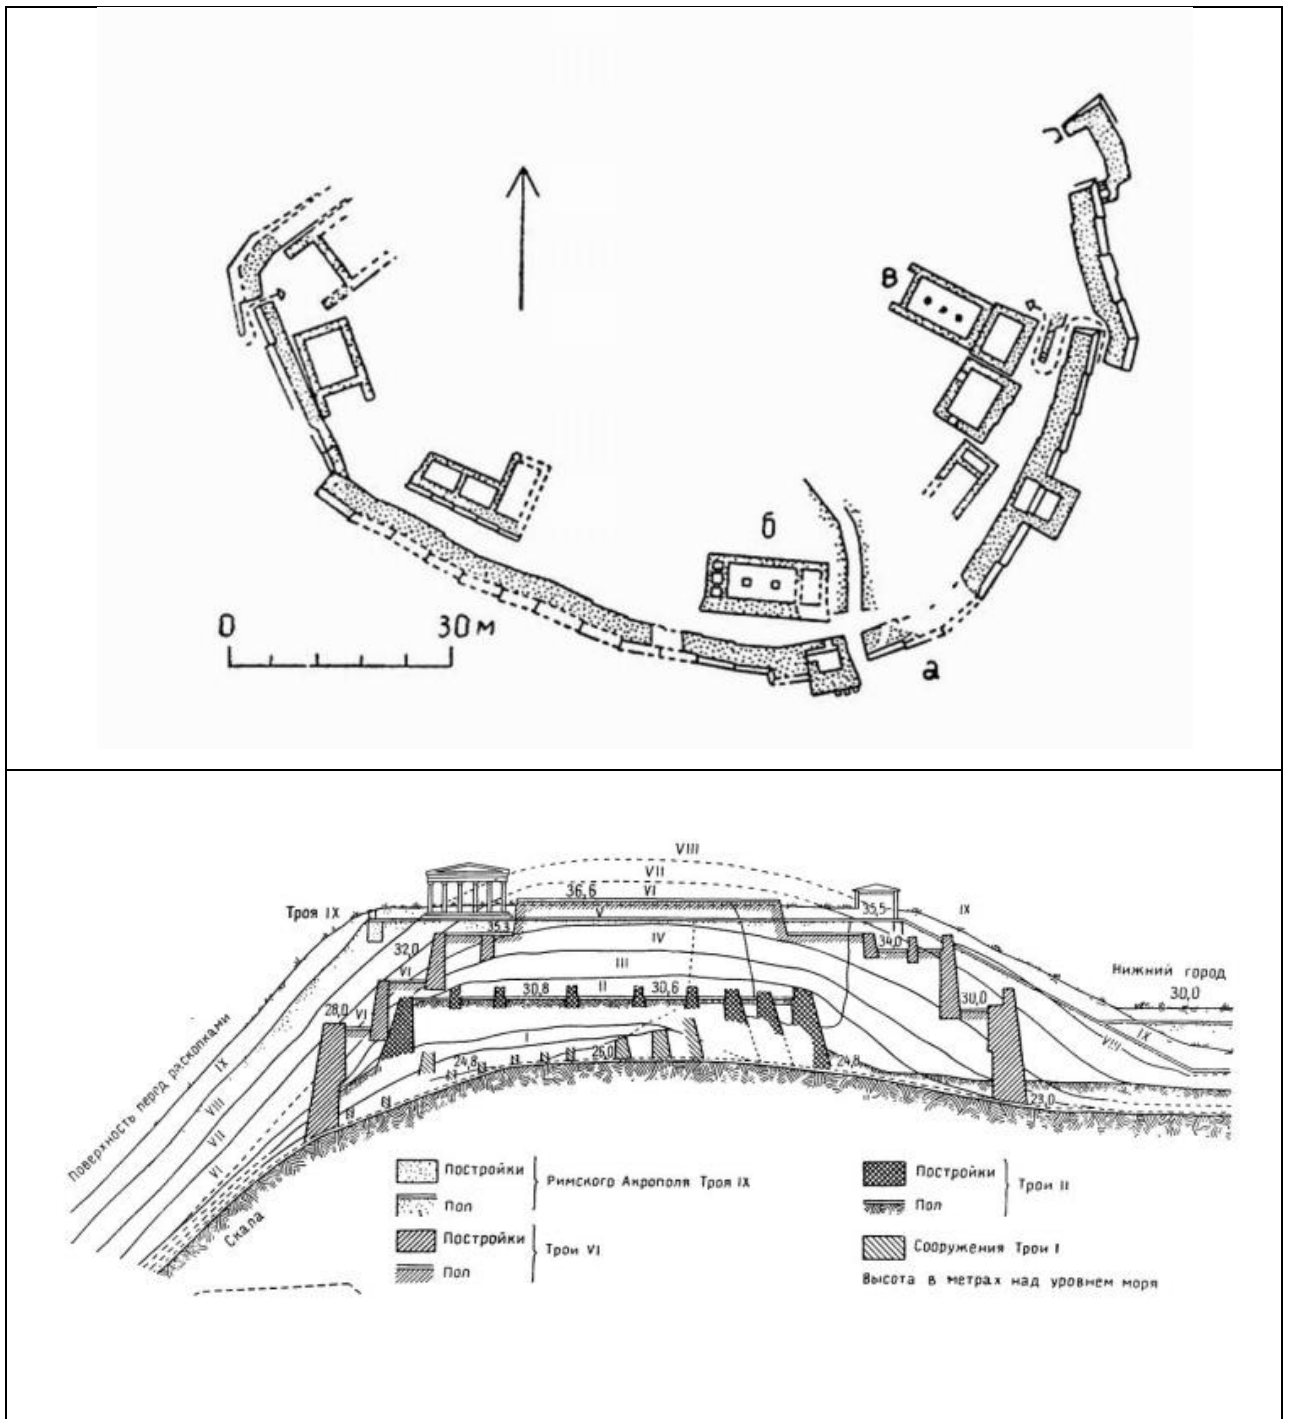 в
б
0 30 м
а
VIII
VII
36,6 VI
Троя IX
V
35,5
IX
35,3
32,0
IV
34,0
III
Нижний город
VI
30,8 II 30,6
30,0
30,0
28,0
VI
Поверхность перед раскопками
I
IX
VIII
IX
24,8
26,0
24,8
VIII
VII
23,0
VI
Скала
Постройки
Пол
Римского Акрополя Троя IX
Постройки
Пол
Трои VI
Постройки
Пол
Трои II
Сооружения Трои I
Высота в метрах над уровнем моря